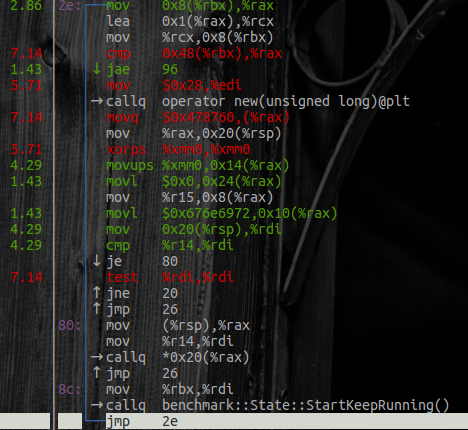 2.86 2e: mov 0x8(%rbx),%rax
lea 0x1(%rax),%rcx
mov %rcx,0x8(%rbx)
7.14 cmp 0x48(%rbx),%rax
1.43 ↓ jae 96
5.71 mov $0x28,%edi
→ callq operator new(unsigned long)@plt
7.14 movq $0x478760,(%rax)
mov %rax,0x20(%rsp)
5.71 xorps %xmm0,%xmm0
4.29 movups %xmm0,0x14(%rax)
1.43 movl $0x0,0x24(%rax)
mov %r15,0x8(%rax)
1.43 movl $0x676e6972,0x10(%rax)
4.29 mov 0x20(%rsp),%rdi
4.29 cmp %r14,%rdi
↓ je 80
7.14 test %rdi,%rdi
↑ jne 20
↑ jmp 26
80: mov (%rsp),%rax
mov %r14,%rdi
→ callq *0x20(%rax)
↑ jmp 26
8c: mov %rbx,%rdi
→ callq benchmark::State::StartKeepRunning()
jmp 2e